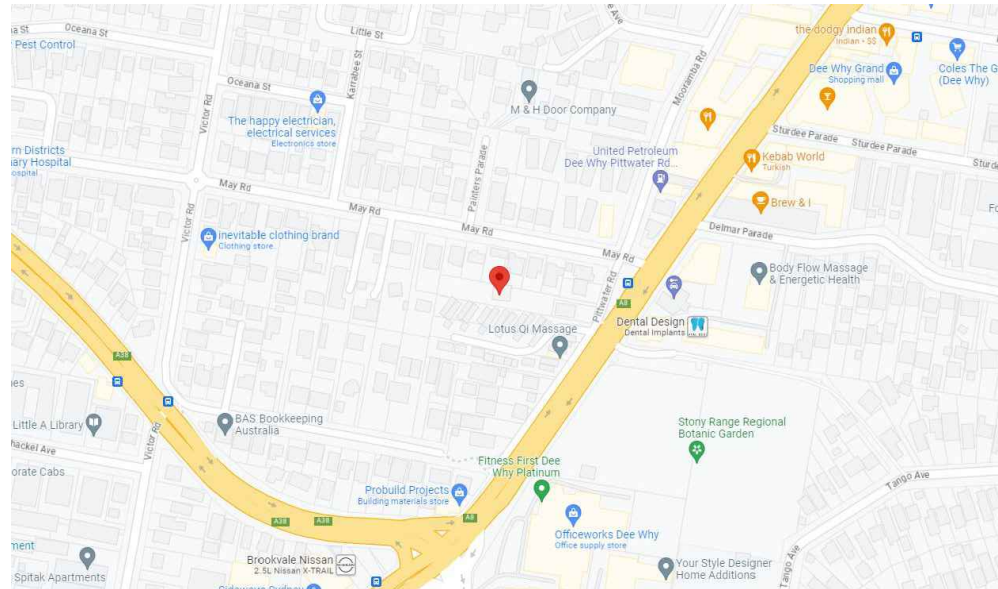 Oceana St
Oceana St
Little St
Pest Control
Karrabee St
Victor Rd
Oceana St
The happy electrician,
electrical services
Electronics store
M & H Door Company
Mooramba Rd
the dodgy indian
Indian • $$
Dee Why Grand
Shopping mall
Coles The G
(Dee Why)
rn Districts
nary Hospital
ospital
United Petroleum
Dee Why Pittwater Rd...
Sturdee Parade
Sturdee Parade
Sturde
Kebab World
Turkish
Brew & I
Painters Parade
May Rd
May Rd
May Rd
May Rd
Victor Rd
inevitable clothing brand
Clothing store
Delmar Parade
Pittwater Rd
Body Flow Massage
& Energetic Health
A8
Lotus Qi Massage
Dental Design
Dental Implants
A38
Little A Library
BAS Bookkeeping
Australia
Victor Rd
hackel Ave
orate Cabs
Stony Range Regional
Botanic Garden
Fitness First Dee
Why Platinum
Tango Ave
Probuild Projects
Building materials store
A8
A38
A38
Officeworks Dee Why
Office supply store
Brookvale Nissan
2.5L Nissan X-TRAIL
Spitak Apartments
Your Style Designer
Home Additions
Tango Ave